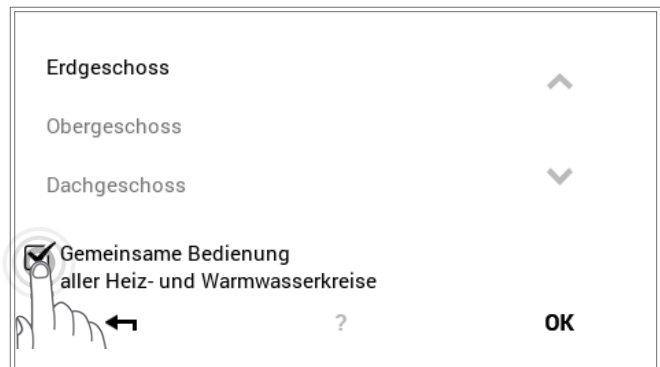 Erdgeschoss
Obergeschoss
Dachgeschoss
Gemeinsame Bedienung
aller Heiz- und Warmwasserkreise
? OK